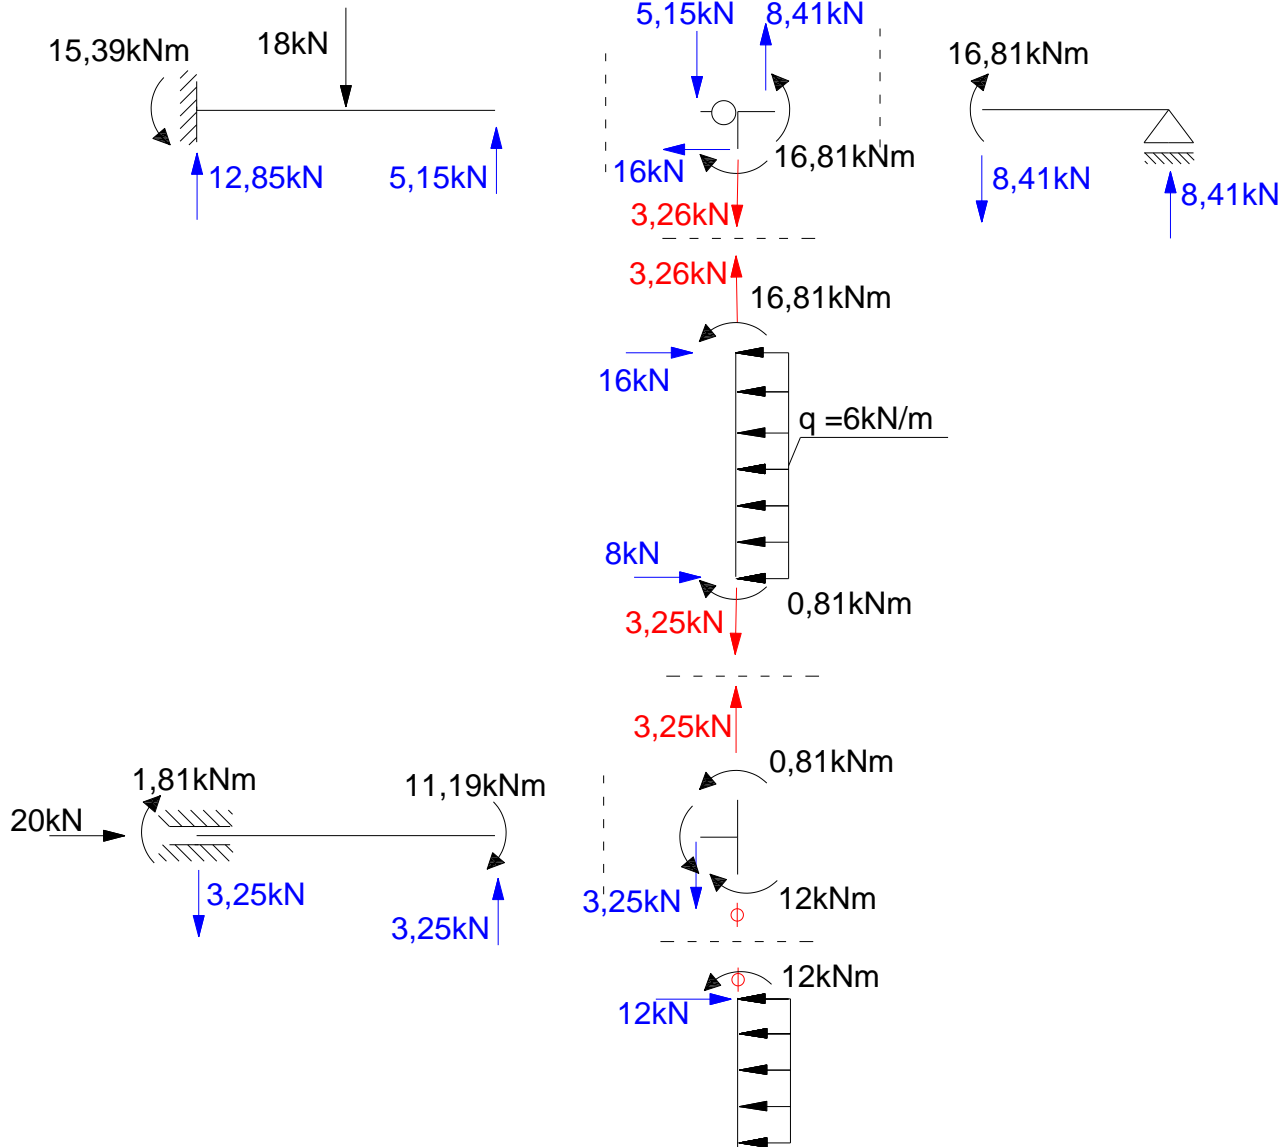 5,15kN
8,41kN
15,39kNm
18kN
16,81kNm
16,81kNm
16kN
12,85kN
5,15kN
8,41kN
8,41kN
3,26kN
3,26kN
16,81kNm
16kN
q =6kN/m
8kN
0,81kNm
3,25kN
3,25kN
0,81kNm
1,81kNm
11,19kNm
20kN
3,25kN
3,25kN
3,25kN
12kNm
12kNm
12kN